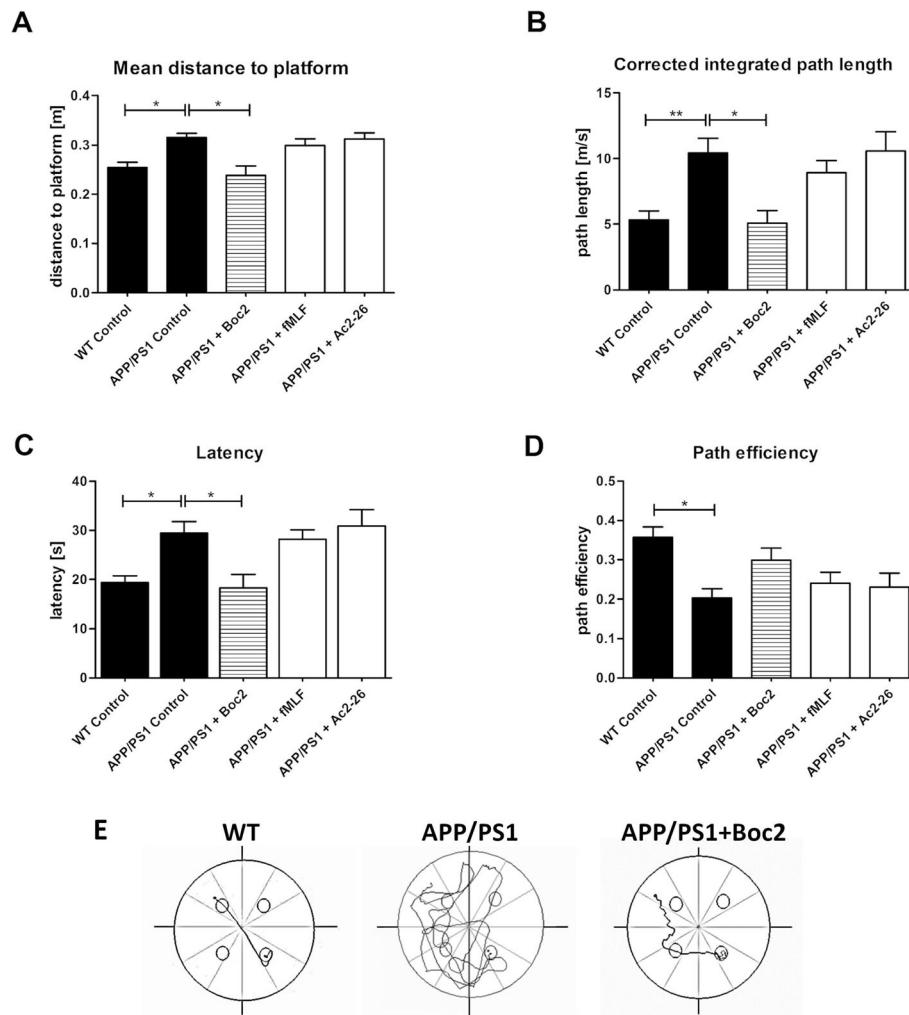 A
Mean distance to platform
distance to platform [m]
0.4
0.3
0.2
0.1
0.0
*
*
WT Control
APP/PS1 Control
APP/PS1 + Boc2
APP/PS1 + fMLF
APP/PS1 + Ac2-26
B
Corrected integrated path length
path length [m/s]
15
10
5
0
**
*
WT Control
APP/PS1 Control
APP/PS1 + Boc2
APP/PS1 + fMLF
APP/PS1 + Ac2-26
C
Latency
latency [s]
40
30
20
10
0
*
*
WT Control
APP/PS1 Control
APP/PS1 + Boc2
APP/PS1 + fMLF
APP/PS1 + Ac2-26
D
Path efficiency
path efficiency
0.5
0.4
0.3
0.2
0.1
0.0
*
WT Control
APP/PS1 Control
APP/PS1 + Boc2
APP/PS1 + fMLF
APP/PS1 + Ac2-26
E
WT
APP/PS1
APP/PS1+Boc2